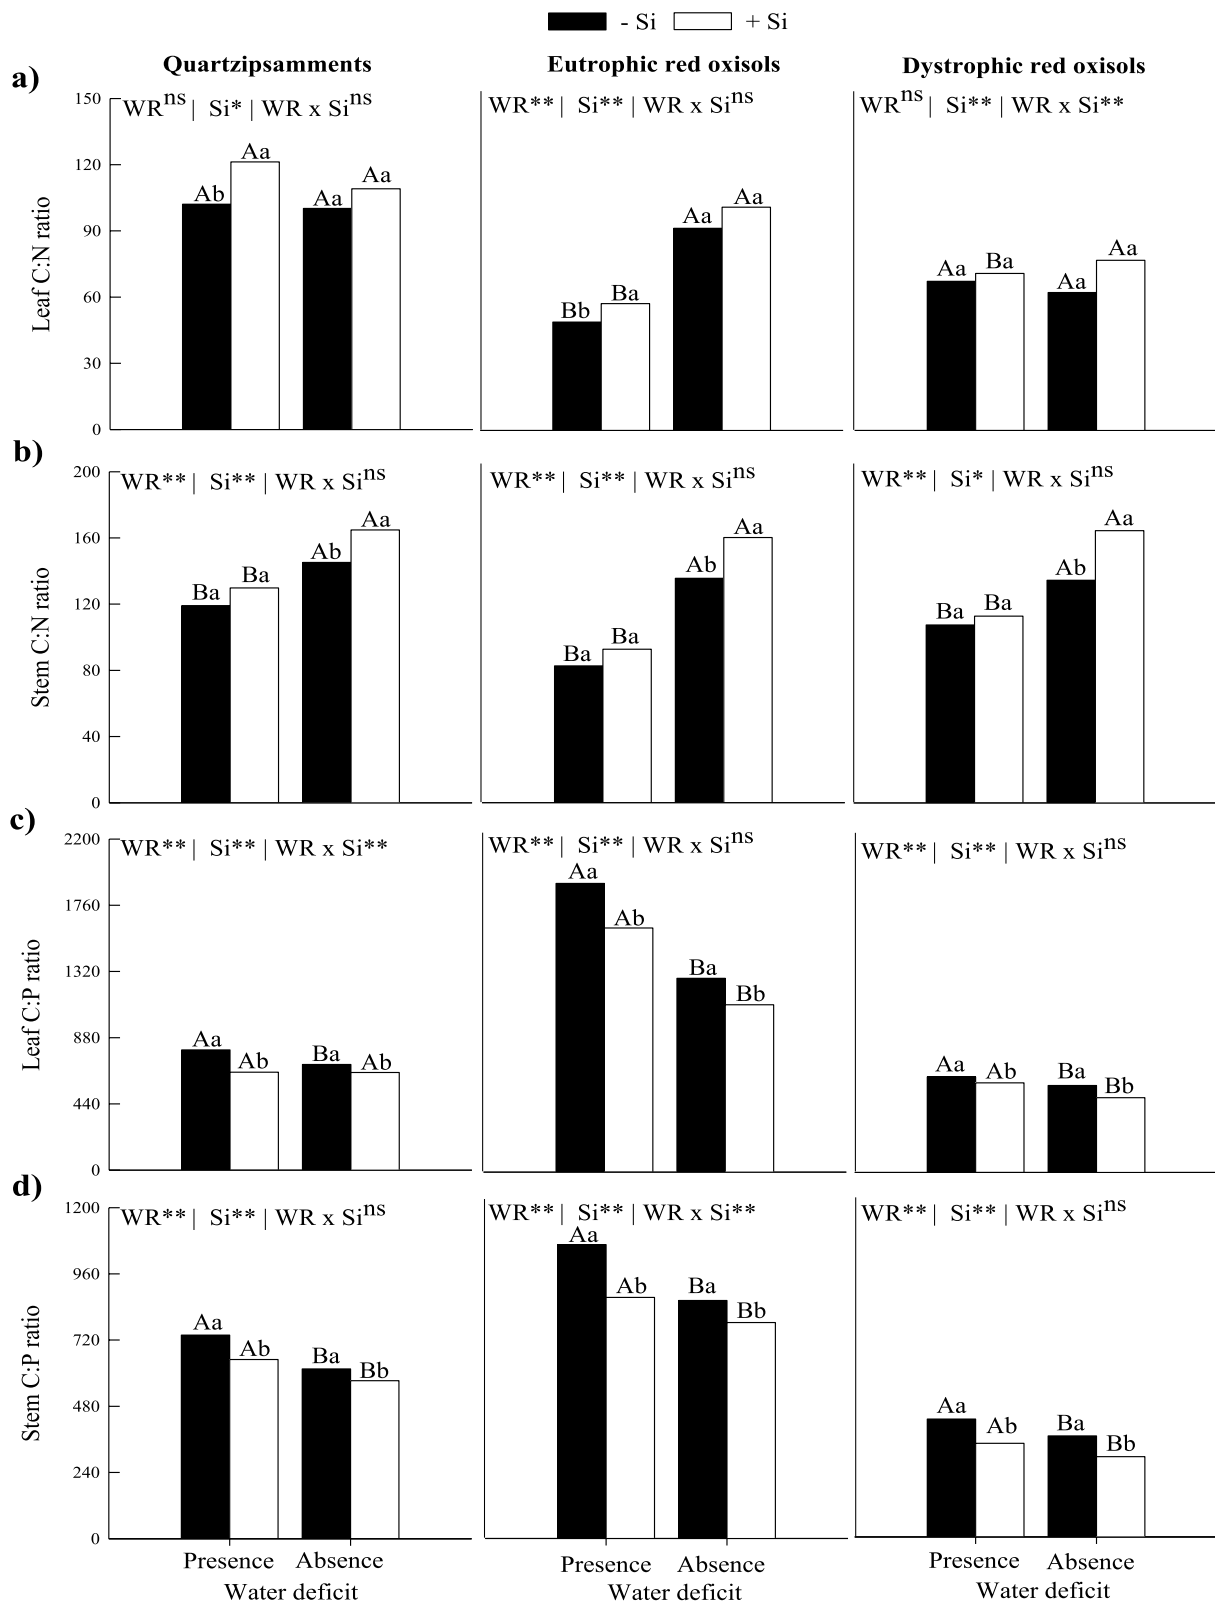 - Si + Si
Quartzipsamments Eutrophic red oxisols Dystrophic red oxisols
a)
WRns | Si* | WR x Sins WR** | Si** | WR x Sins WRns | Si** | WR x Si**
Leaf C:N ratio
150
120
90
60
30
0
Ab Aa Aa Aa
Bb Ba Aa Aa
Aa Ba Aa Aa
b)
WR** | Si** | WR x Sins WR** | Si** | WR x Sins WR** | Si* | WR x Sins
Stem C:N ratio
200
160
120
80
40
0
Ba Ba Ab Aa
Ba Ba Ab Aa
Ba Ba Ab Aa
c)
WR** | Si** | WR x Si** WR** | Si** | WR x Sins WR** | Si** | WR x Sins
Leaf C:P ratio
2200
1760
1320
880
440
0
Aa Ab Ba Ab
Aa Ab Ba Bb
Aa Ab Ba Bb
d)
WR** | Si** | WR x Sins WR** | Si** | WR x Si** WR** | Si** | WR x Sins
Stem C:P ratio
1200
960
720
480
240
0
Aa Ab Ba Bb
Aa Ab Ba Bb
Aa Ab Ba Bb
Presence Absence Presence Absence Presence Absence
Water deficit Water deficit Water deficit